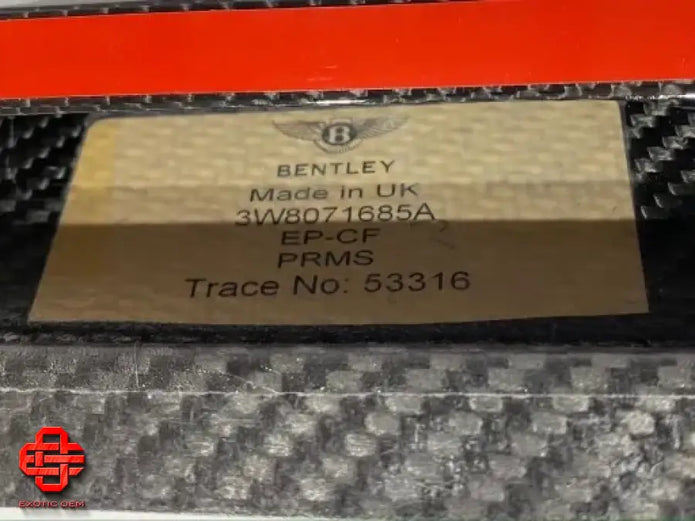 B
BENTLEY
Made in UK
3W8071685A
EP-CF
PRMS
Trace No: 53316
EXOTIC OEM